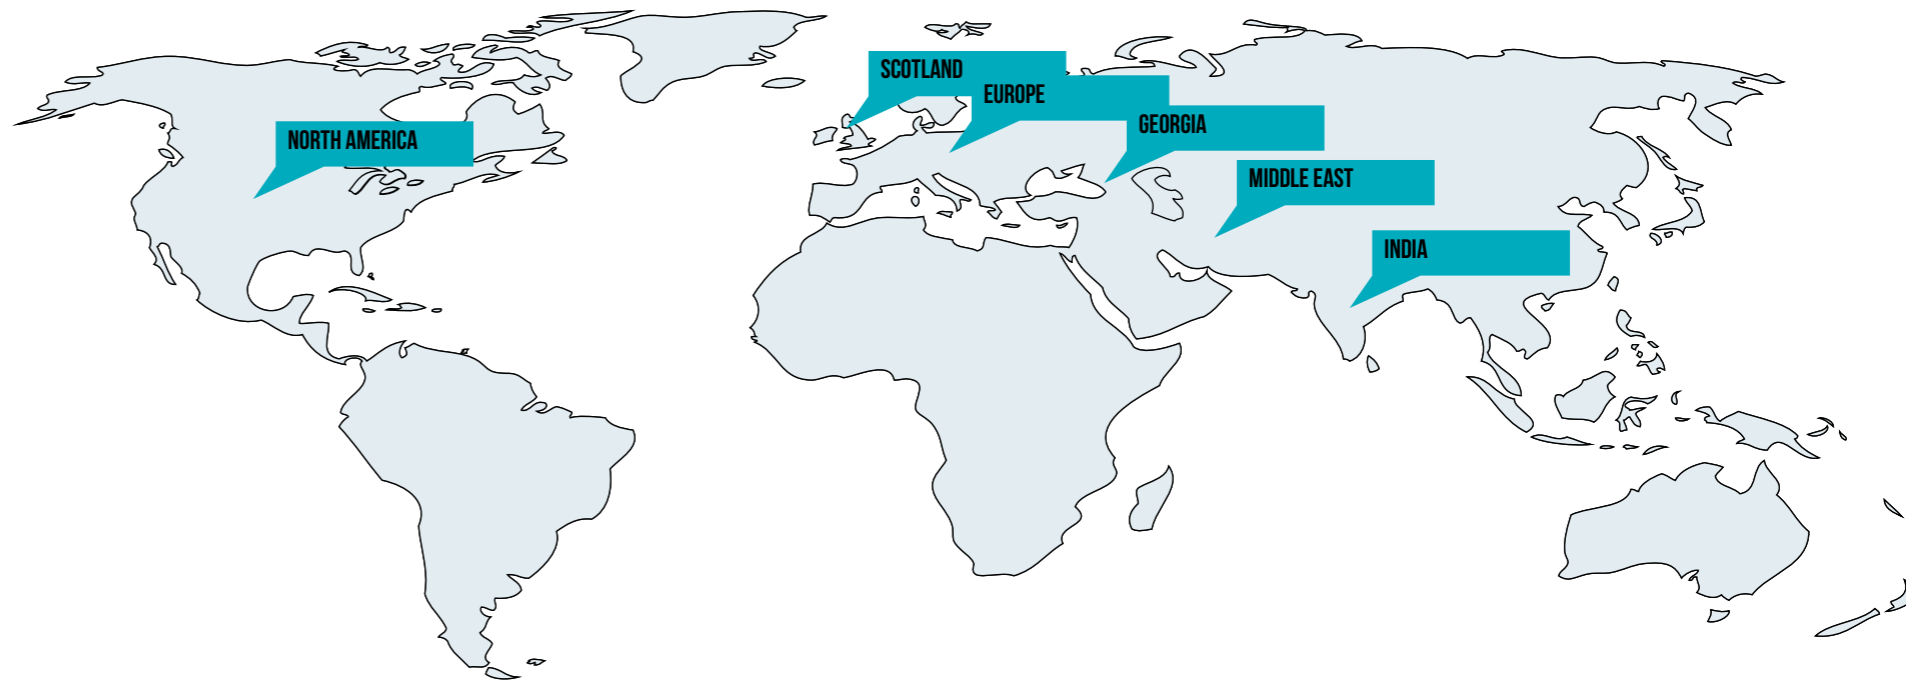 SCOTLAND
EUROPE
GEORGIA
NORTH AMERICA
MIDDLE EAST
INDIA